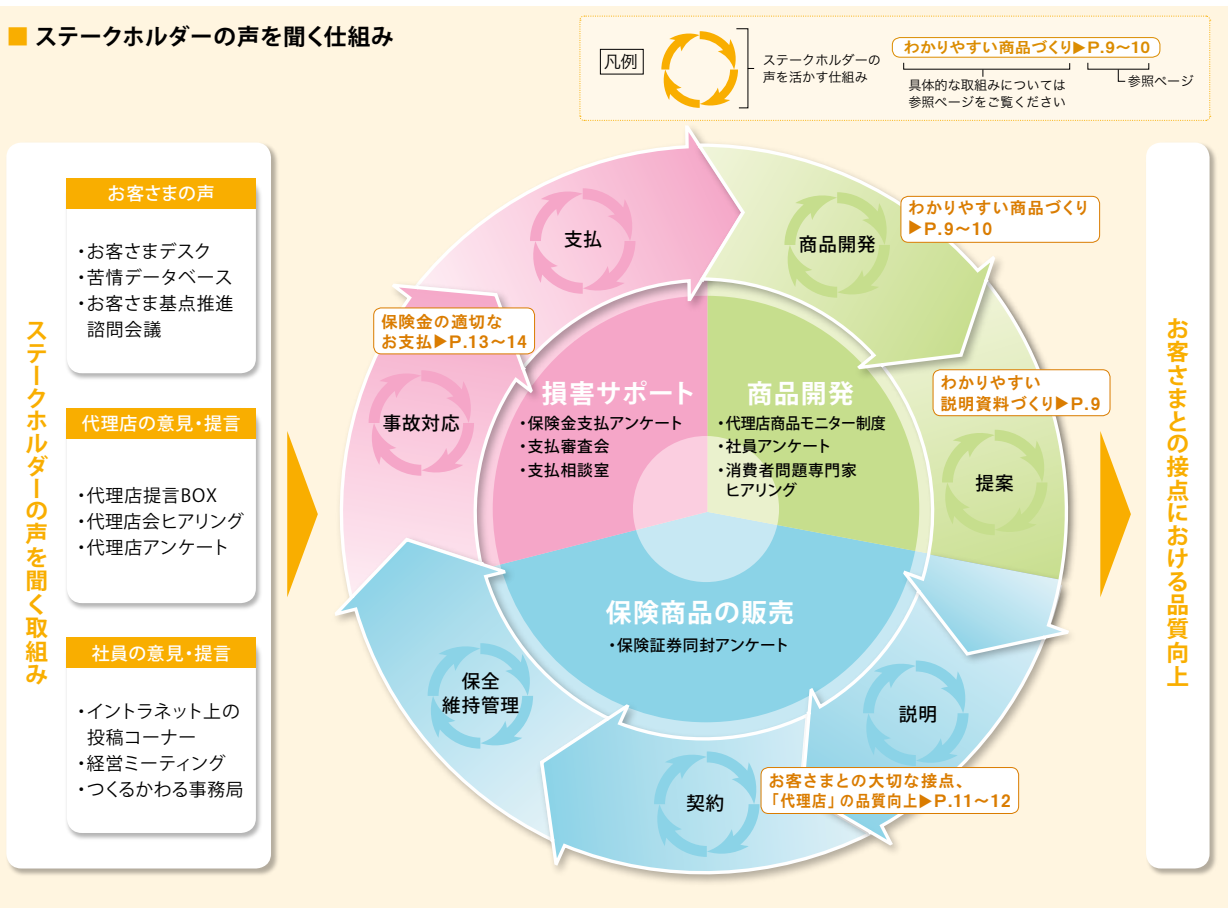 ■ ステークホルダーの声を聞く仕組み
凡例
ステークホルダーの
声を活かす仕組み
わかりやすい商品づくり▶P.9～10
具体的な取組みについては
参照ページをご覧ください
参照ページ
ステークホルダーの声を聞く取組み
お客さまの声
・お客さまデスク
・苦情データベース
・お客さま基点推進
諮問会議
代理店の意見・提言
・代理店提言BOX
・代理店会ヒアリング
・代理店アンケート
社員の意見・提言
・イントラネット上の
投稿コーナー
・経営ミーティング
・つくるかわる事務局
支払
商品開発
わかりやすい商品づくり
▶P.9～10
保険金の適切な
お支払▶P.13～14
事故対応
損害サポート
・保険金支払アンケート
・支払審査会
・支払相談室
商品開発
・代理店商品モニター制度
・社員アンケート
・消費者問題専門家
ヒアリング
わかりやすい
説明資料づくり▶P.9
提案
保険商品の販売
・保険証券同封アンケート
保全
維持管理
説明
契約
お客さまとの大切な接点、
「代理店」の品質向上▶P.11～12
お客さまとの接点における品質向上